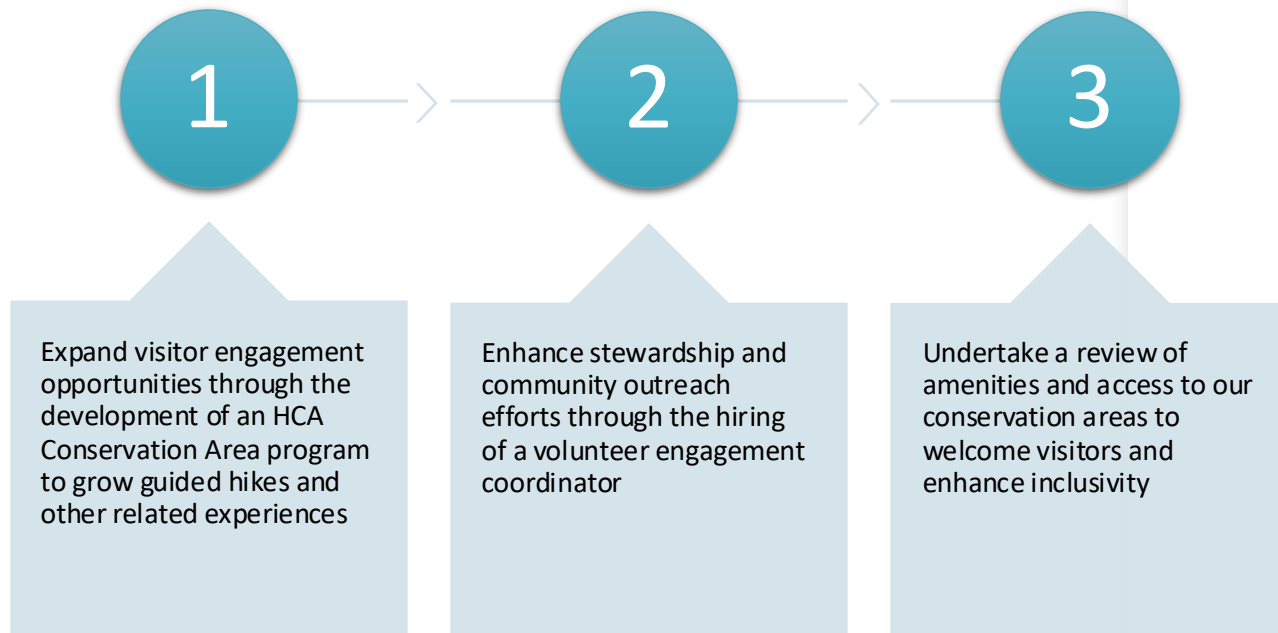 1
2
3
Expand visitor engagement
opportunities through the
development of an HCA
Conservation Area program
to grow guided hikes and
other related experiences
Enhance stewardship and
community outreach
efforts through the hiring
of a volunteer engagement
coordinator
Undertake a review of
amenities and access to our
conservation areas to
welcome visitors and
enhance inclusivity